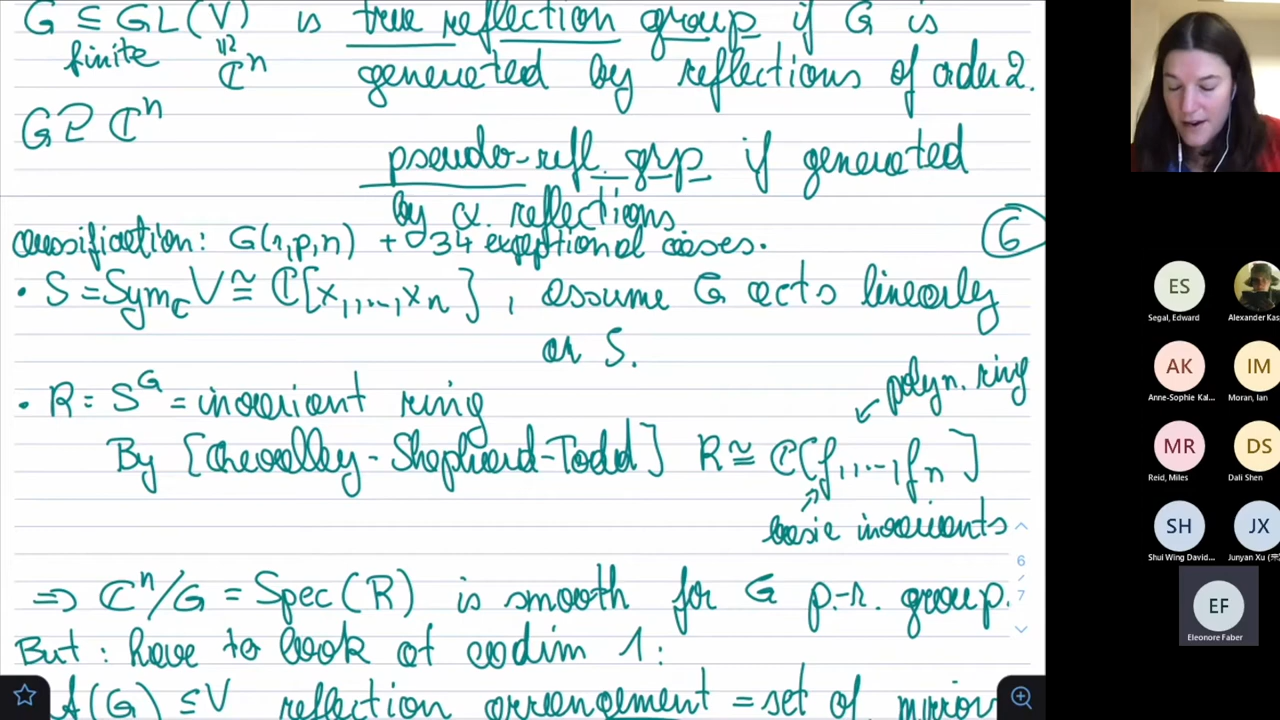 G ⊆ GL(V) is true reflection group if G is
finite ≅ ℂⁿ generated by reflections of order 2.
G ↻ ℂⁿ
pseudo-refl. grp if generated
by cx. reflections
Classification: G(r,p,n) + 34 exceptional cases.
6
• S = Sym_ℂ V ≅ ℂ[x₁,...,xₙ], assume G acts linearly
on S.
polyn. ring
• R = S^G = invariant ring
By [Chevalley-Shephard-Todd] R ≅ ℂ[f₁,...,fₙ]
basic invariants
⇒ ℂⁿ/G = Spec(R) is smooth for G p.-r. group.
But: have to look at codim 1:
A(G) ⊆ V reflection arrangement = set of mirrors
6
7
ES
Segal, Edward
Alexander Kas...
AK
Anne-Sophie Kal...
IM
Moran, Ian
MR
Reid, Miles
DS
Dali Shen
SH
Shui Wing David...
JX
Junyan Xu
EF
Eleonore Faber